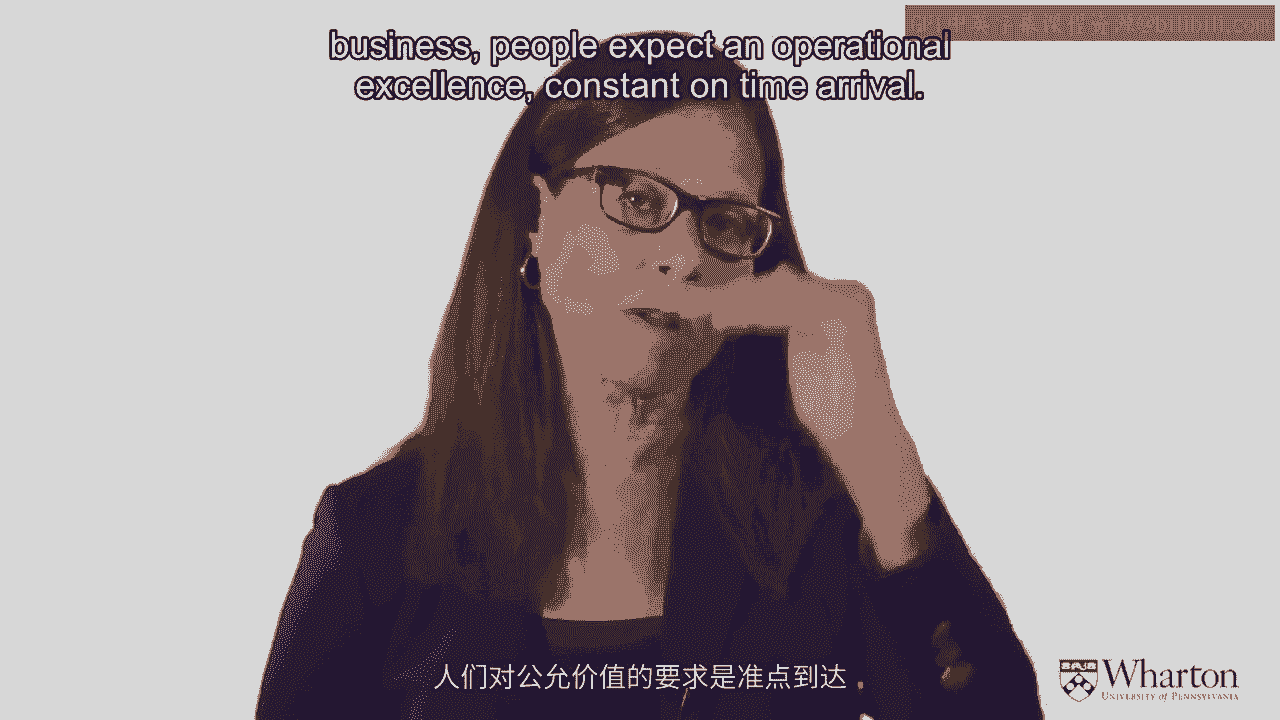 business, people expect an operational
excellence, constant on time arrival.
人们对公允价值的要求是准点到达 。
Wharton
UNIVERSITY of PENNSYLVANIA